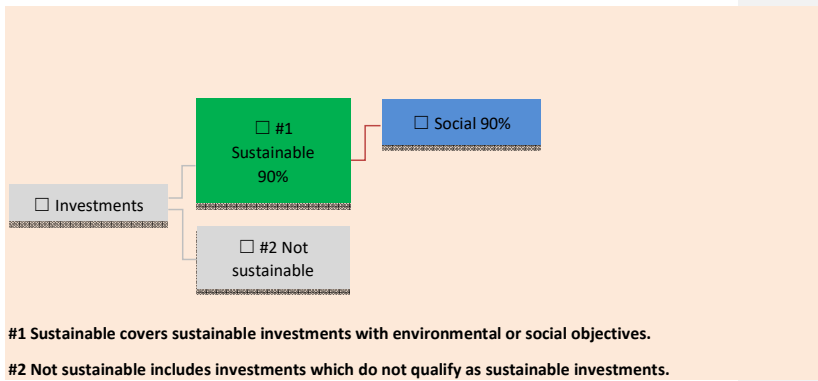 ☐ #1
Sustainable
90%
☐ Social 90%
☐ Investments
☐ #2 Not
sustainable
#1 Sustainable covers sustainable investments with environmental or social objectives.
#2 Not sustainable includes investments which do not qualify as sustainable investments.